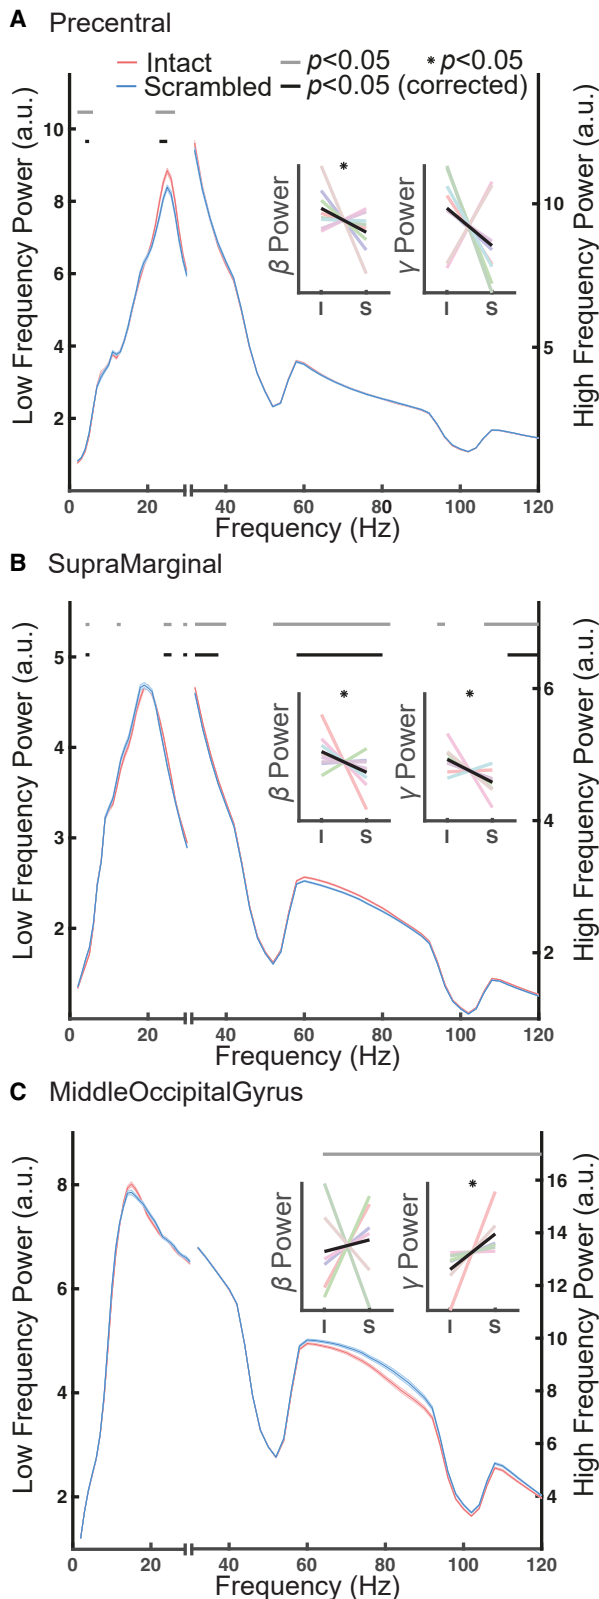 A Precentral
Intact
p<0.05
* p<0.05
Scrambled
p<0.05 (corrected)
Low Frequency Power (a.u.)
10
8
6
4
2
High Frequency Power (a.u.)
10
5
β Power
I S
*
γ Power
I S
0 20 40 60 80 100 120
Frequency (Hz)
B SupraMarginal
Low Frequency Power (a.u.)
5
4
3
2
High Frequency Power (a.u.)
6
4
2
β Power
I S
*
γ Power
I S
*
0 20 40 60 80 100 120
Frequency (Hz)
C MiddleOccipitalGyrus
Low Frequency Power (a.u.)
8
6
4
2
High Frequency Power (a.u.)
16
14
12
10
8
6
4
β Power
I S
γ Power
I S
*
0 20 40 60 80 100 120
Frequency (Hz)